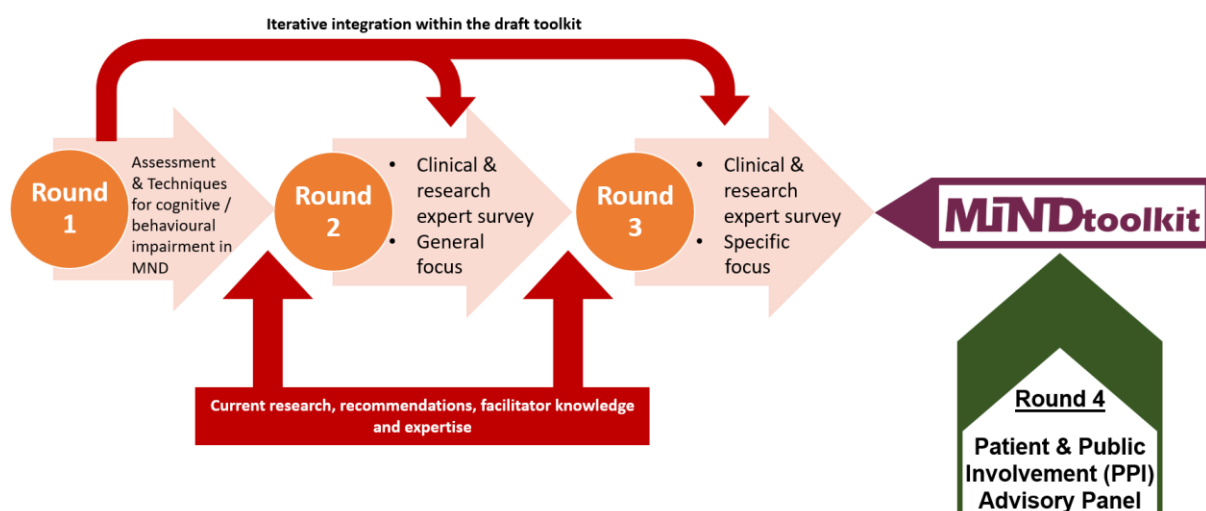 Iterative integration within the draft toolkit
Round
1
Assessment
& Techniques
for cognitive /
behavioural
impairment in
MND
Round
2
• Clinical &
research
expert survey
• General
focus
Round
3
• Clinical &
research
expert survey
• Specific
focus
MiNDtoolkit
Current research, recommendations, facilitator knowledge
and expertise
Round 4
Patient & Public
Involvement (PPI)
Advisory Panel